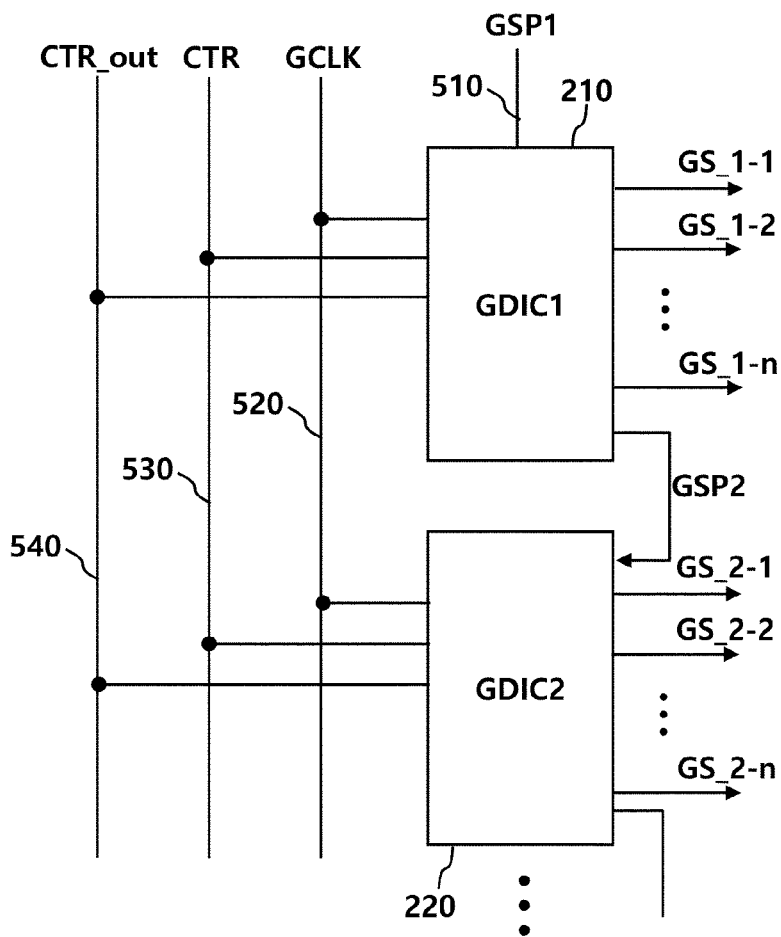 GSP1
CTR_out CTR GCLK
510 210
GS_1-1
GS_1-2
GDIC1
GS_1-n
520
530
GSP2
540
GS_2-1
GS_2-2
GDIC2
GS_2-n
220